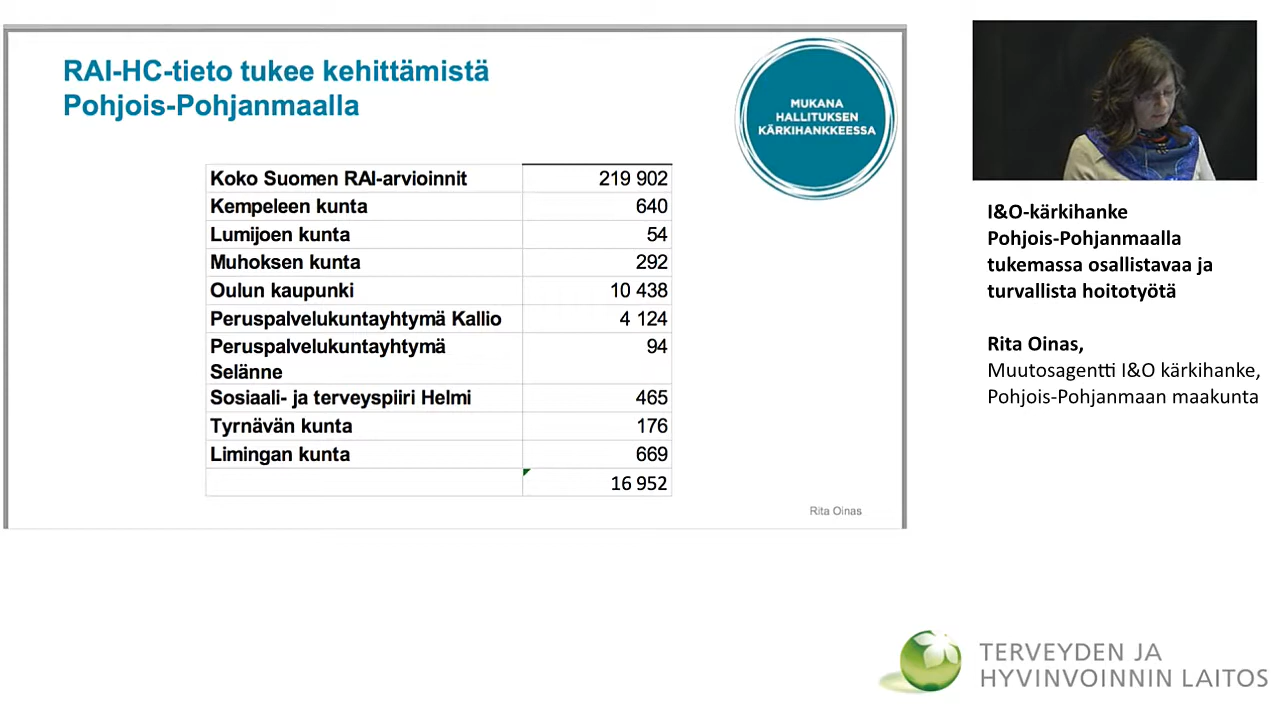 RAI-HC-tieto tukee kehittämistä
Pohjois-Pohjanmaalla
MUKANA
HALLITUKSEN
KÄRKIHANKKEESSA
Koko Suomen RAI-arvioinnit 219 902
Kempeleen kunta 640
Lumijoen kunta 54
Muhoksen kunta 292
Oulun kaupunki 10 438
Peruspalvelukuntayhtymä Kallio 4 124
Peruspalvelukuntayhtymä 94
Selänne
Sosiaali- ja terveyspiiri Helmi 465
Tyrnävän kunta 176
Limingan kunta 669
16 952
Rita Oinas
I&O-kärkihanke
Pohjois-Pohjanmaalla
tukemassa osallistavaa ja
turvallista hoitotyötä
Rita Oinas,
Muutosagentti I&O kärkihanke,
Pohjois-Pohjanmaan maakunta
TERVEYDEN JA
HYVINVOINNIN LAITOS